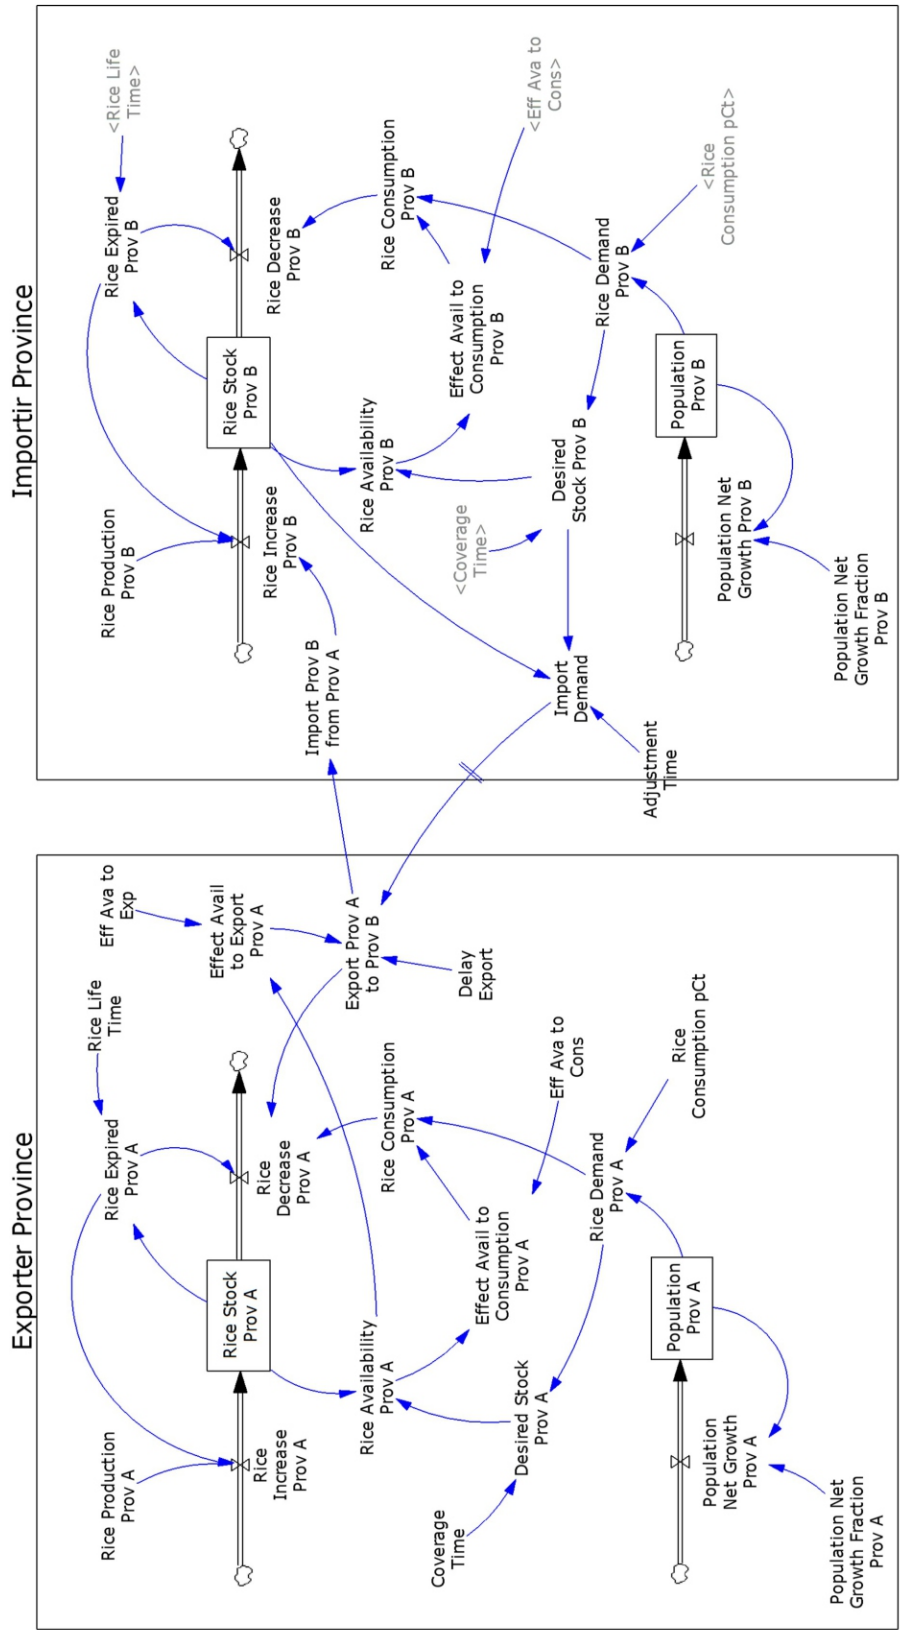 Exporter Province
Rice Production
Prov A
Rice Expired
Prov A
Rice Life
Time
Eff Ava to
Exp
Effect Avail
to Export
Prov A
Rice
Increase
Prov A
Rice Stock
Prov A
Rice
Decrease
Prov A
Export Prov A
to Prov B
Rice Availability
Prov A
Rice Consumption
Prov A
Delay
Export
Coverage
Time
Desired Stock
Prov A
Effect Avail to
Consumption
Prov A
Eff Ava to
Cons
Rice Demand
Prov A
Rice
Consumption pCt
Population
Net Growth
Prov A
Population
Prov A
Population Net
Growth Fraction
Prov A
Importir Province
Rice Production
Prov B
Rice Expired
Prov B
<Rice Life
Time>
Import Prov B
from Prov A
Rice Increase
Prov B
Rice Stock
Prov B
Rice Decrease
Prov B
Rice Availability
Prov B
Rice Consumption
Prov B
<Coverage
Time>
Effect Avail to
Consumption
Prov B
<Eff Ava to
Cons>
Import
Demand
Desired
Stock Prov B
Rice Demand
Prov B
<Rice
Consumption pCt>
Adjustment
Time
Population Net
Growth Prov B
Population
Prov B
Population Net
Growth Fraction
Prov B